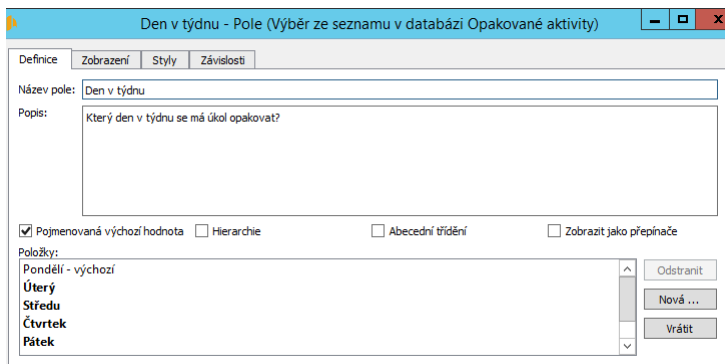 Den v týdnu - Pole (Výběr ze seznamu v databázi Opakované aktivity)
Definice Zobrazení Styly Závislosti
Název pole: Den v týdnu
Popis: Který den v týdnu se má úkol opakovat?
Pojmenovaná výchozí hodnota Hierarchie Abecední třídění Zobrazit jako přepínače
Položky:
Pondělí - výchozí Odstranit
Úterý
Středu Nová ...
Čtvrtek
Pátek Vrátit